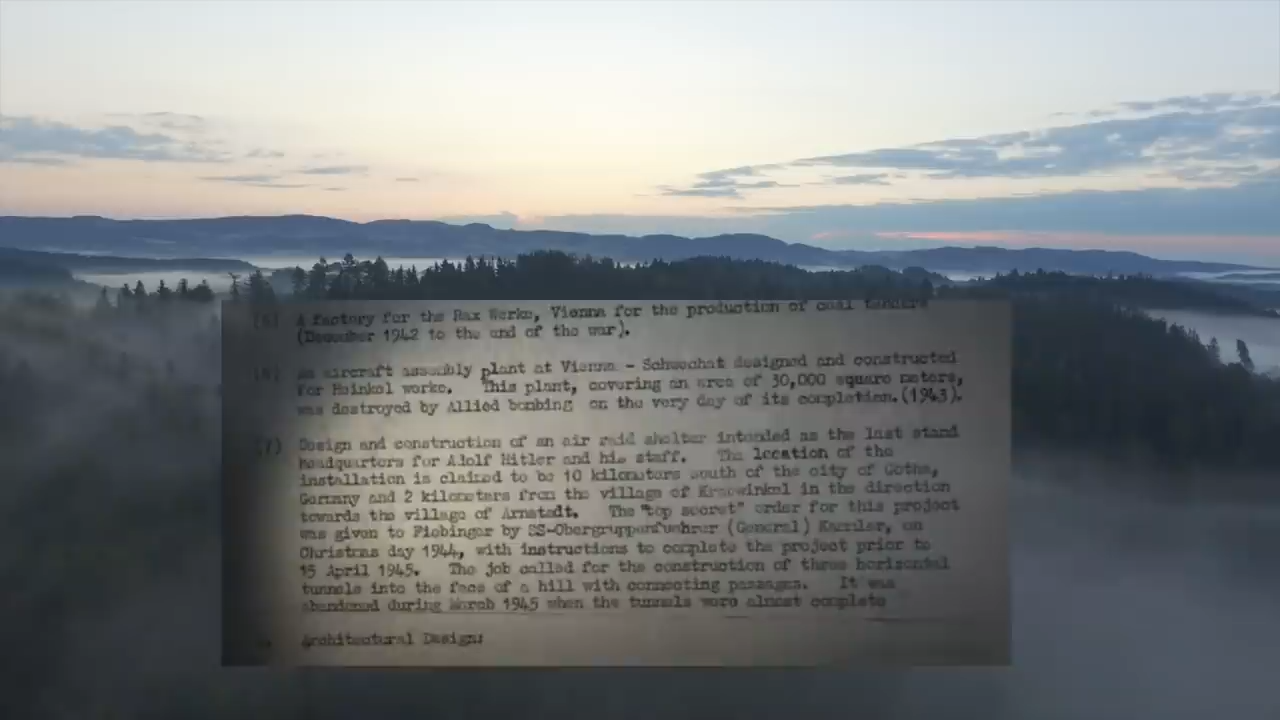 A factory for the Rax Werke, Vienna for the production of coal tenders
(December 1942 to the end of the war).
An aircraft assembly plant at Vienna - Schwechat designed and constructed
for Heinkel werke. This plant, covering an area of 30,000 square meters,
was destroyed by Allied bombing on the very day of its completion.(1943).
(7) Design and construction of an air raid shelter intended as the last stand
headquarters for Adolf Hitler and his staff. The location of the
installation is claimed to be 10 kilometers south of the city of Gotha,
Germany and 2 kilometers from the village of Krawinkel in the direction
towards the village of Arnstadt. The "top secret" order for this project
was given to Fiebinger by SS-Obergruppenfuehrer (General) Kammler, on
Christmas day 1944, with instructions to complete the project prior to
15 April 1945. The job called for the construction of three horizontal
tunnels into the face of a hill with connecting passages. It was
abandoned during March 1945 when the tunnels were almost complete
Architectural Design: